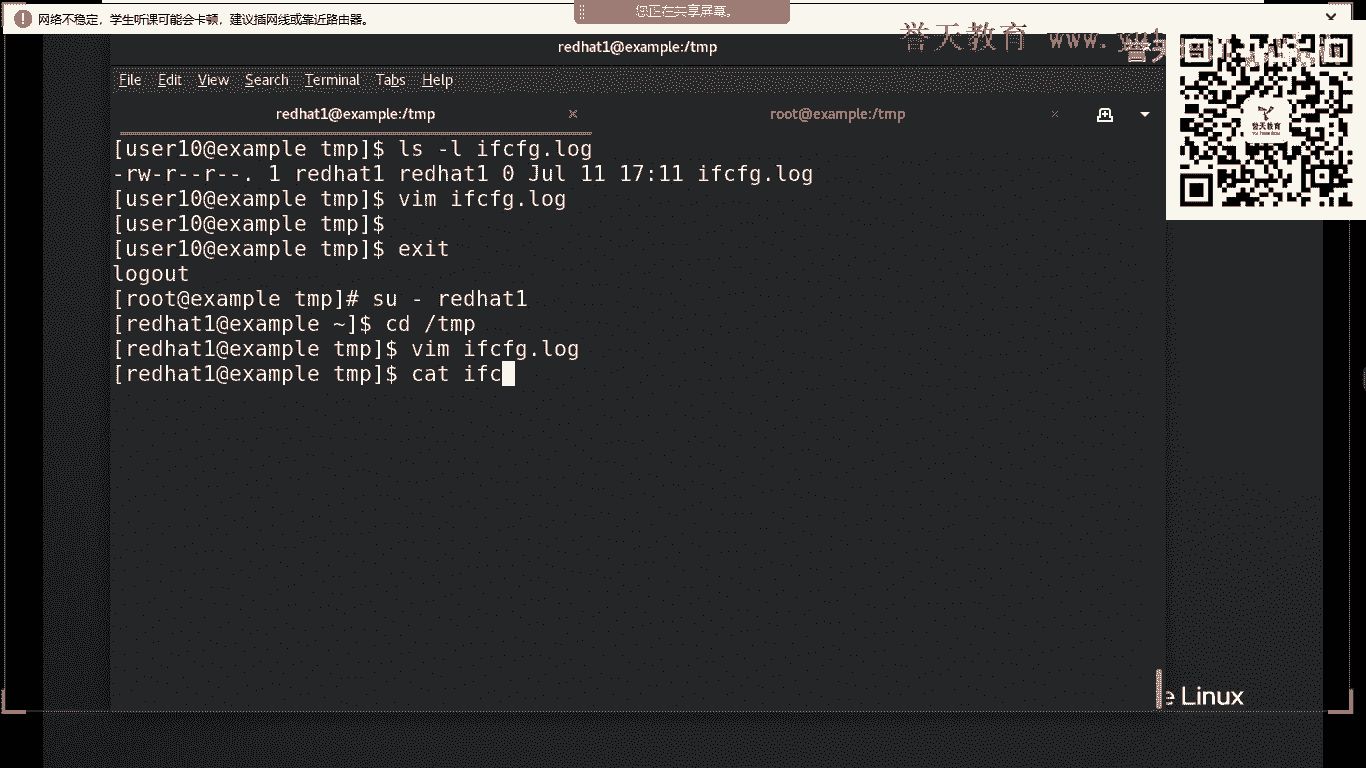 网络不稳定，学生听课可能会卡顿，建议插网线或靠近路由器。
您正在共享屏幕。
redhat1@example:/tmp
誉天教育 www.
File Edit View Search Terminal Tabs Help
redhat1@example:/tmp
root@example:/tmp
誉天教育
[user10@example tmp]$ ls -l ifcfg.log
-rw-r--r--. 1 redhat1 redhat1 0 Jul 11 17:11 ifcfg.log
[user10@example tmp]$ vim ifcfg.log
[user10@example tmp]$
[user10@example tmp]$ exit
logout
[root@example tmp]# su - redhat1
[redhat1@example ~]$ cd /tmp
[redhat1@example tmp]$ vim ifcfg.log
[redhat1@example tmp]$ cat ifc
e Linux